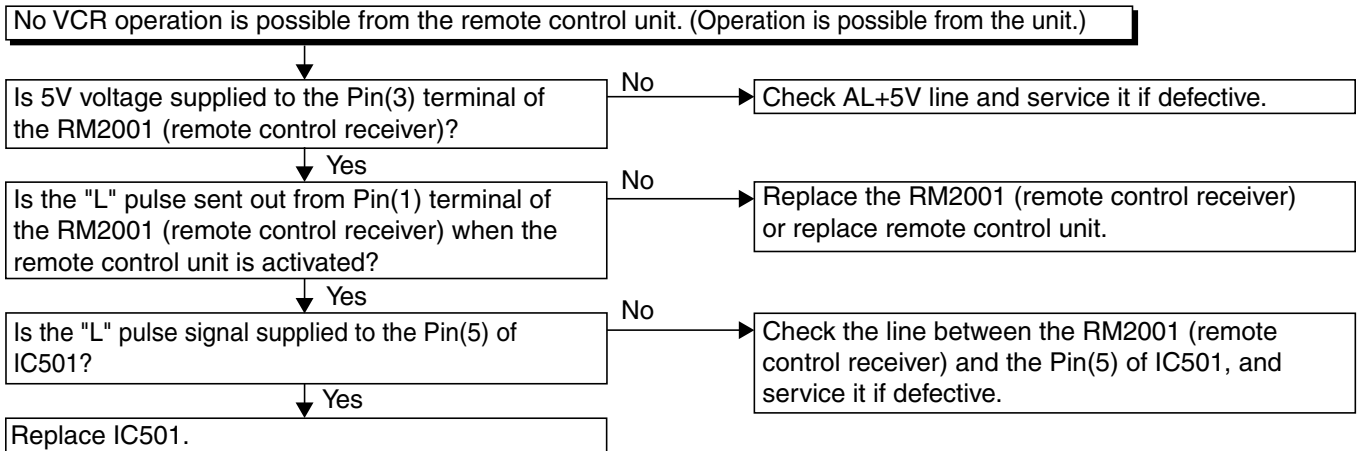 No VCR operation is possible from the remote control unit. (Operation is possible from the unit.)
Is 5V voltage supplied to the Pin(3) terminal of
the RM2001 (remote control receiver)?
No
Check AL+5V line and service it if defective.
Yes
Is the "L" pulse sent out from Pin(1) terminal of
the RM2001 (remote control receiver) when the
remote control unit is activated?
No
Replace the RM2001 (remote control receiver)
or replace remote control unit.
Yes
Is the "L" pulse signal supplied to the Pin(5) of
IC501?
No
Check the line between the RM2001 (remote
control receiver) and the Pin(5) of IC501, and
service it if defective.
Yes
Replace IC501.